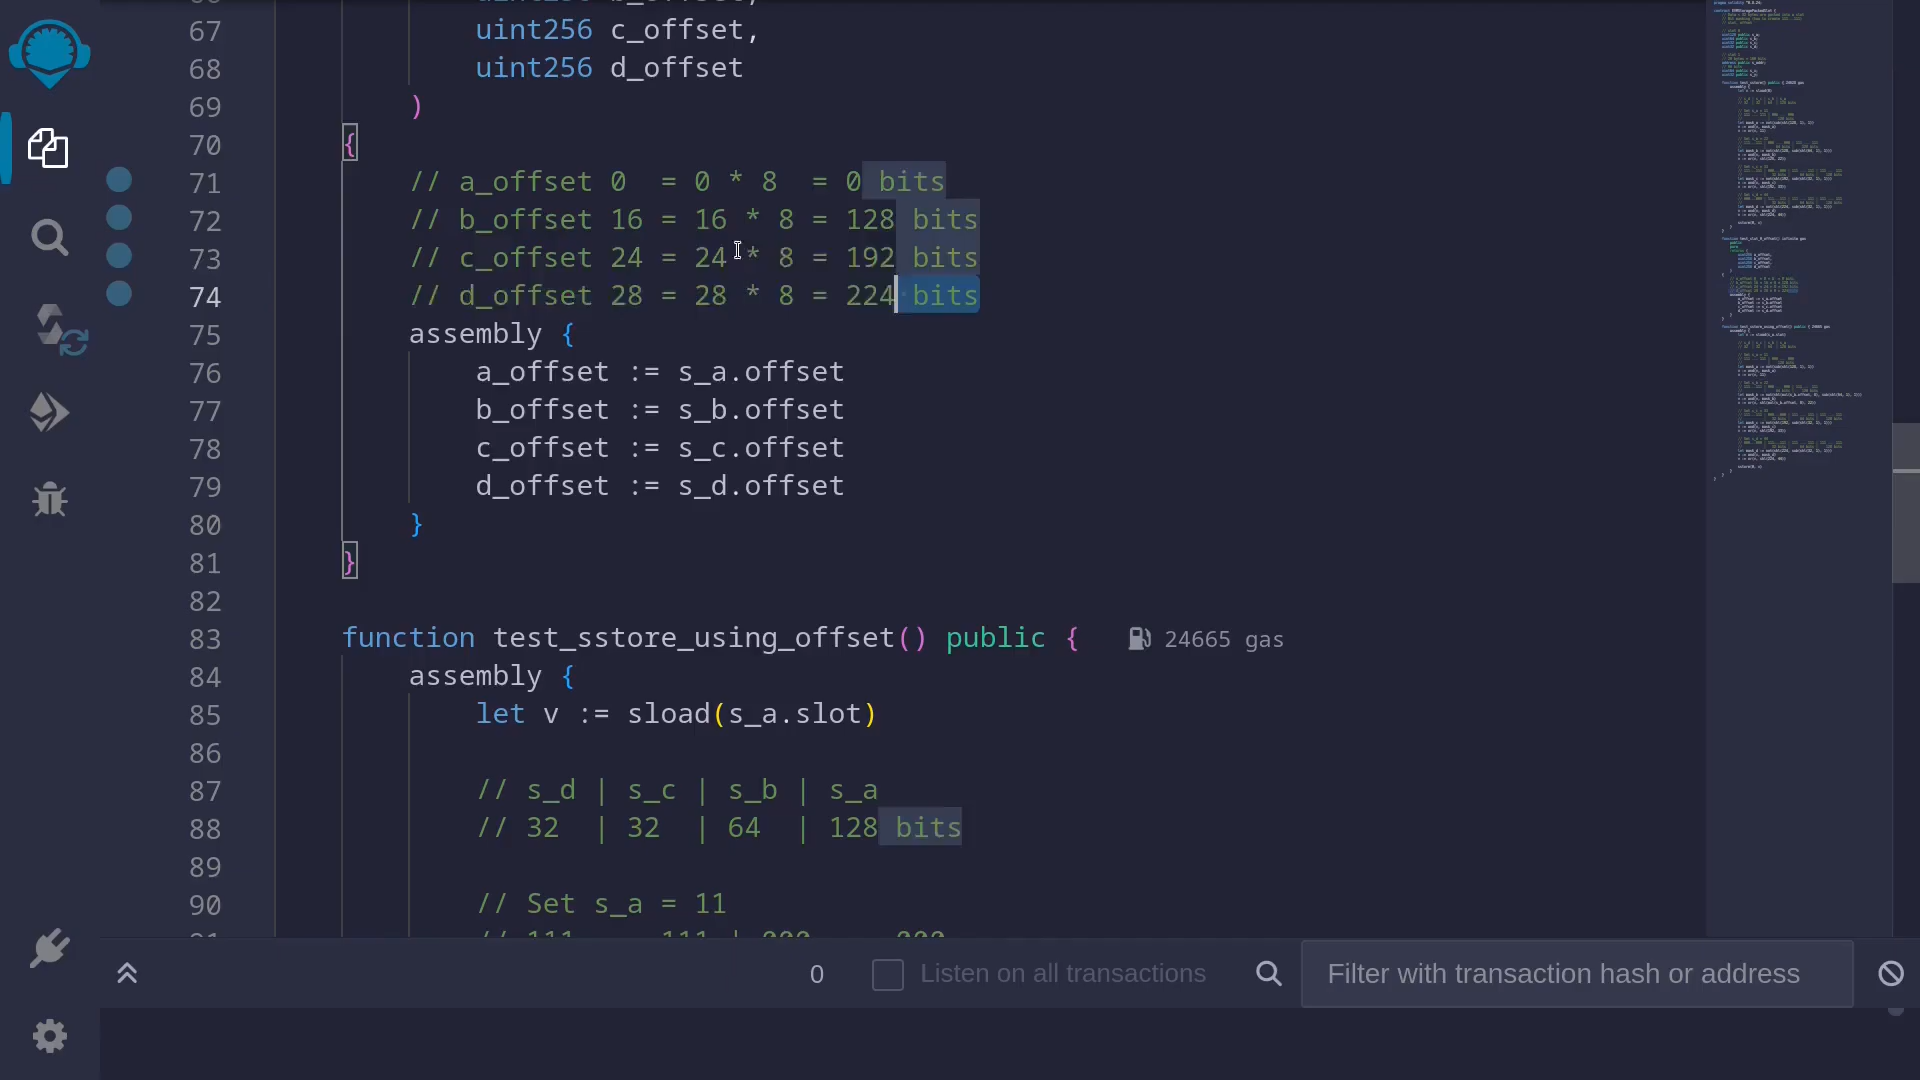 67 uint256 c_offset,
68 uint256 d_offset
69 )
70 {
71 // a_offset 0  = 0 * 8  = 0 bits
72 // b_offset 16 = 16 * 8 = 128 bits
73 // c_offset 24 = 24 * 8 = 192 bits
74 // d_offset 28 = 28 * 8 = 224 bits
75 assembly {
76 a_offset := s_a.offset
77 b_offset := s_b.offset
78 c_offset := s_c.offset
79 d_offset := s_d.offset
80 }
81 }
82
83 function test_sstore_using_offset() public { 24665 gas
84 assembly {
85 let v := sload(s_a.slot)
86
87 // s_d | s_c | s_b | s_a
88 // 32  | 32  | 64  | 128 bits
89
90 // Set s_a = 11
0 Listen on all transactions Filter with transaction hash or address